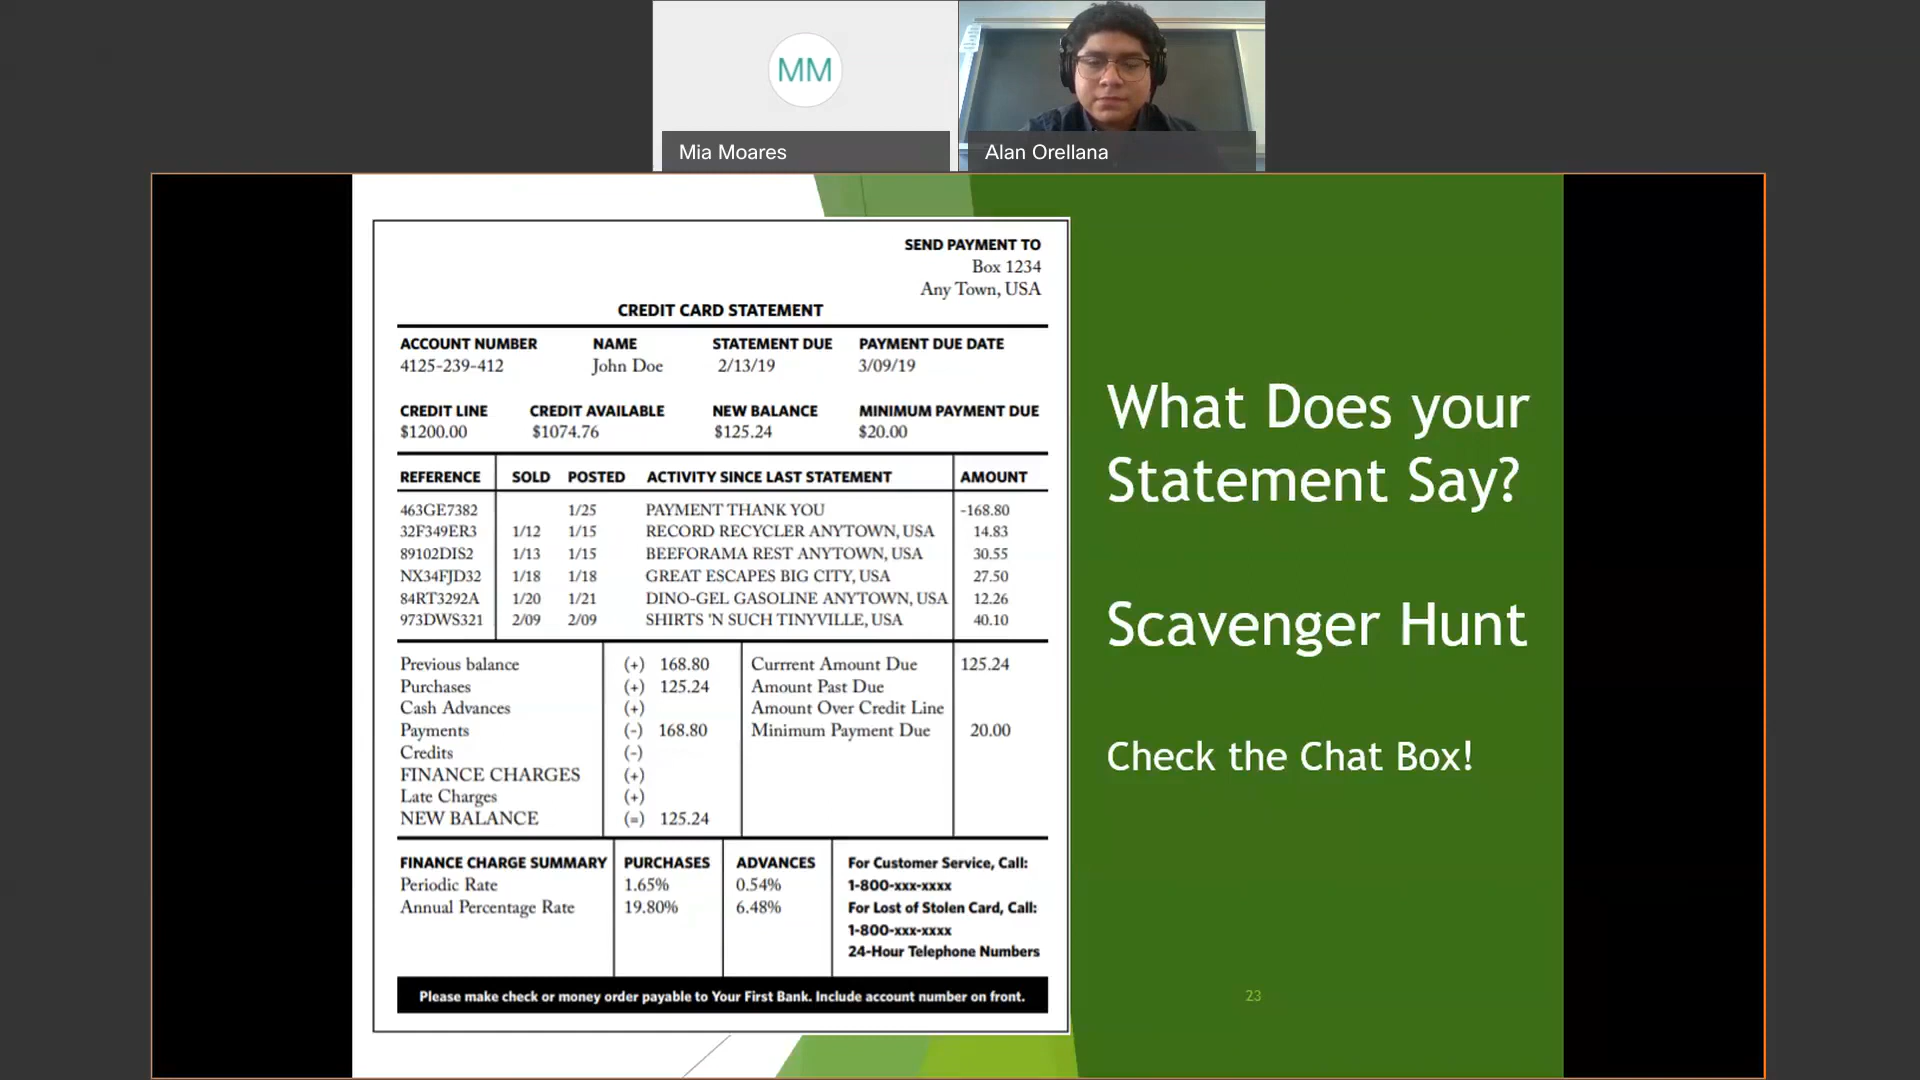 MM
Mia Moares
Alan Orellana
SEND PAYMENT TO
Box 1234
Any Town, USA
CREDIT CARD STATEMENT
ACCOUNT NUMBER NAME STATEMENT DUE PAYMENT DUE DATE
4125-239-412 John Doe 2/13/19 3/09/19
CREDIT LINE CREDIT AVAILABLE NEW BALANCE MINIMUM PAYMENT DUE
$1200.00 $1074.76 $125.24 $20.00
REFERENCE SOLD POSTED ACTIVITY SINCE LAST STATEMENT AMOUNT
463GE7382 1/25 PAYMENT THANK YOU -168.80
32F349ER3 1/12 1/15 RECORD RECYCLER ANYTOWN, USA 14.83
89102DIS2 1/13 1/15 BEEFORAMA REST ANYTOWN, USA 30.55
NX34FJD32 1/18 1/18 GREAT ESCAPES BIG CITY, USA 27.50
84RT3292A 1/20 1/21 DINO-GEL GASOLINE ANYTOWN, USA 12.26
973DWS321 2/09 2/09 SHIRTS 'N SUCH TINYVILLE, USA 40.10
Previous balance (+) 168.80 Currrent Amount Due 125.24
Purchases (+) 125.24 Amount Past Due
Cash Advances (+) Amount Over Credit Line
Payments (-) 168.80 Minimum Payment Due 20.00
Credits (-)
FINANCE CHARGES (+)
Late Charges (+)
NEW BALANCE (=) 125.24
FINANCE CHARGE SUMMARY PURCHASES ADVANCES For Customer Service, Call:
Periodic Rate 1.65% 0.54% 1-800-xxx-xxxx
Annual Percentage Rate 19.80% 6.48% For Lost of Stolen Card, Call:
1-800-xxx-xxxx
24-Hour Telephone Numbers
Please make check or money order payable to Your First Bank. Include account number on front.
What Does your
Statement Say?
Scavenger Hunt
Check the Chat Box!
23